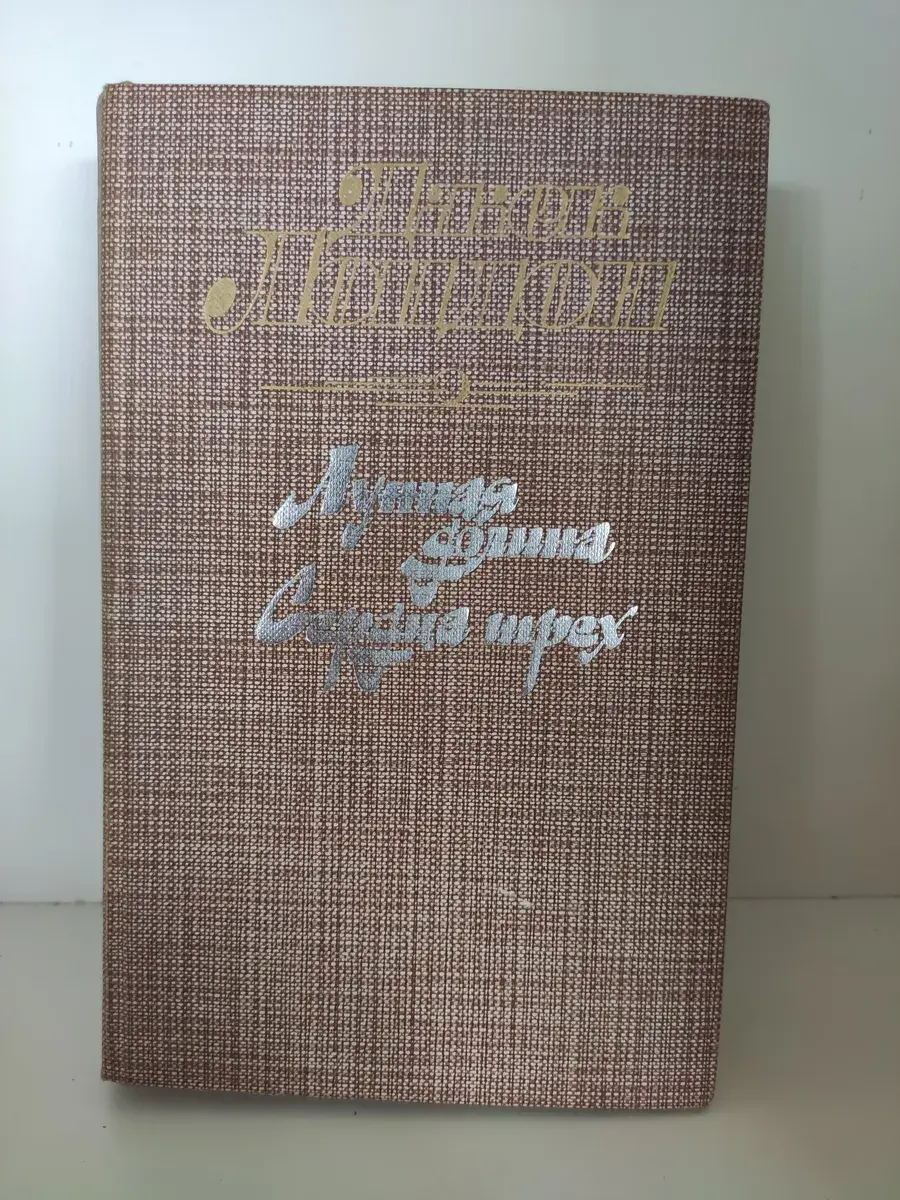 Джек
Лондон
Лунная
долина
Сердца трех